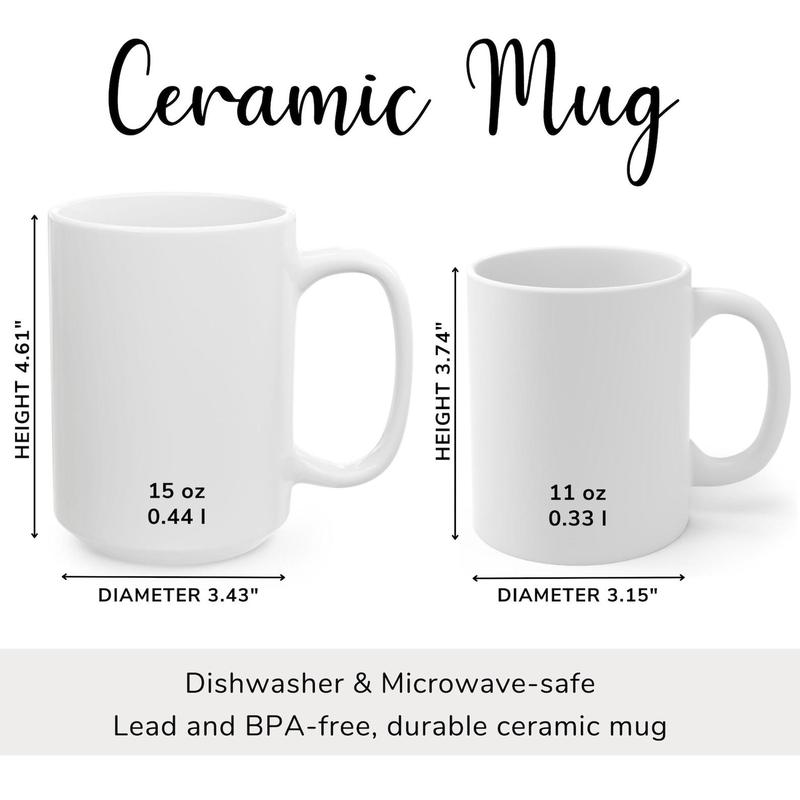 Ceramic Mug
HEIGHT 4.61"
15 oz
0.44 l
DIAMETER 3.43"
HEIGHT 3.74"
11 oz
0.33 l
DIAMETER 3.15"
Dishwasher & Microwave-safe
Lead and BPA-free, durable ceramic mug